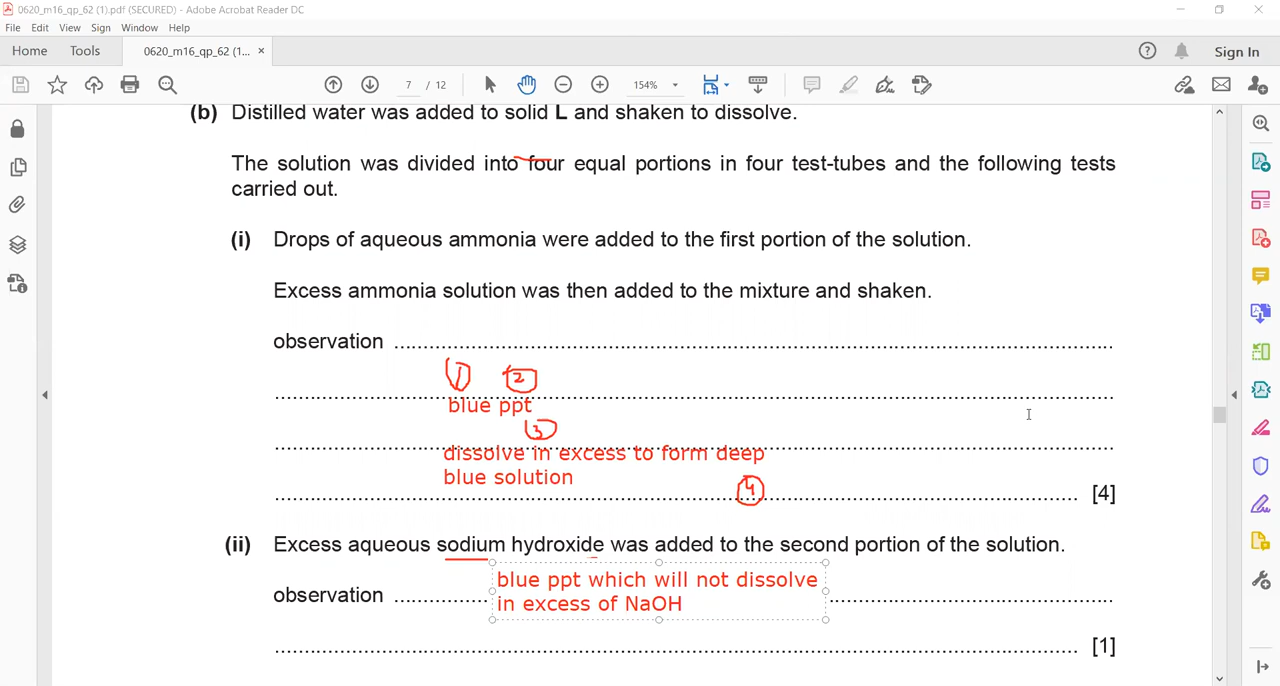 0620_m16_qp_62 (1).pdf (SECURED) - Adobe Acrobat Reader DC
File Edit View Sign Window Help
Home Tools 0620_m16_qp_62 (1... × Sign In
7 / 12 154%
(b) Distilled water was added to solid L and shaken to dissolve.
The solution was divided into four equal portions in four test-tubes and the following tests
carried out.
(i) Drops of aqueous ammonia were added to the first portion of the solution.
Excess ammonia solution was then added to the mixture and shaken.
observation ..........
1 2
blue ppt
3
dissolve in excess to form deep
blue solution
4
[4]
(ii) Excess aqueous sodium hydroxide was added to the second portion of the solution.
blue ppt which will not dissolve
observation ..........
in excess of NaOH
[1]